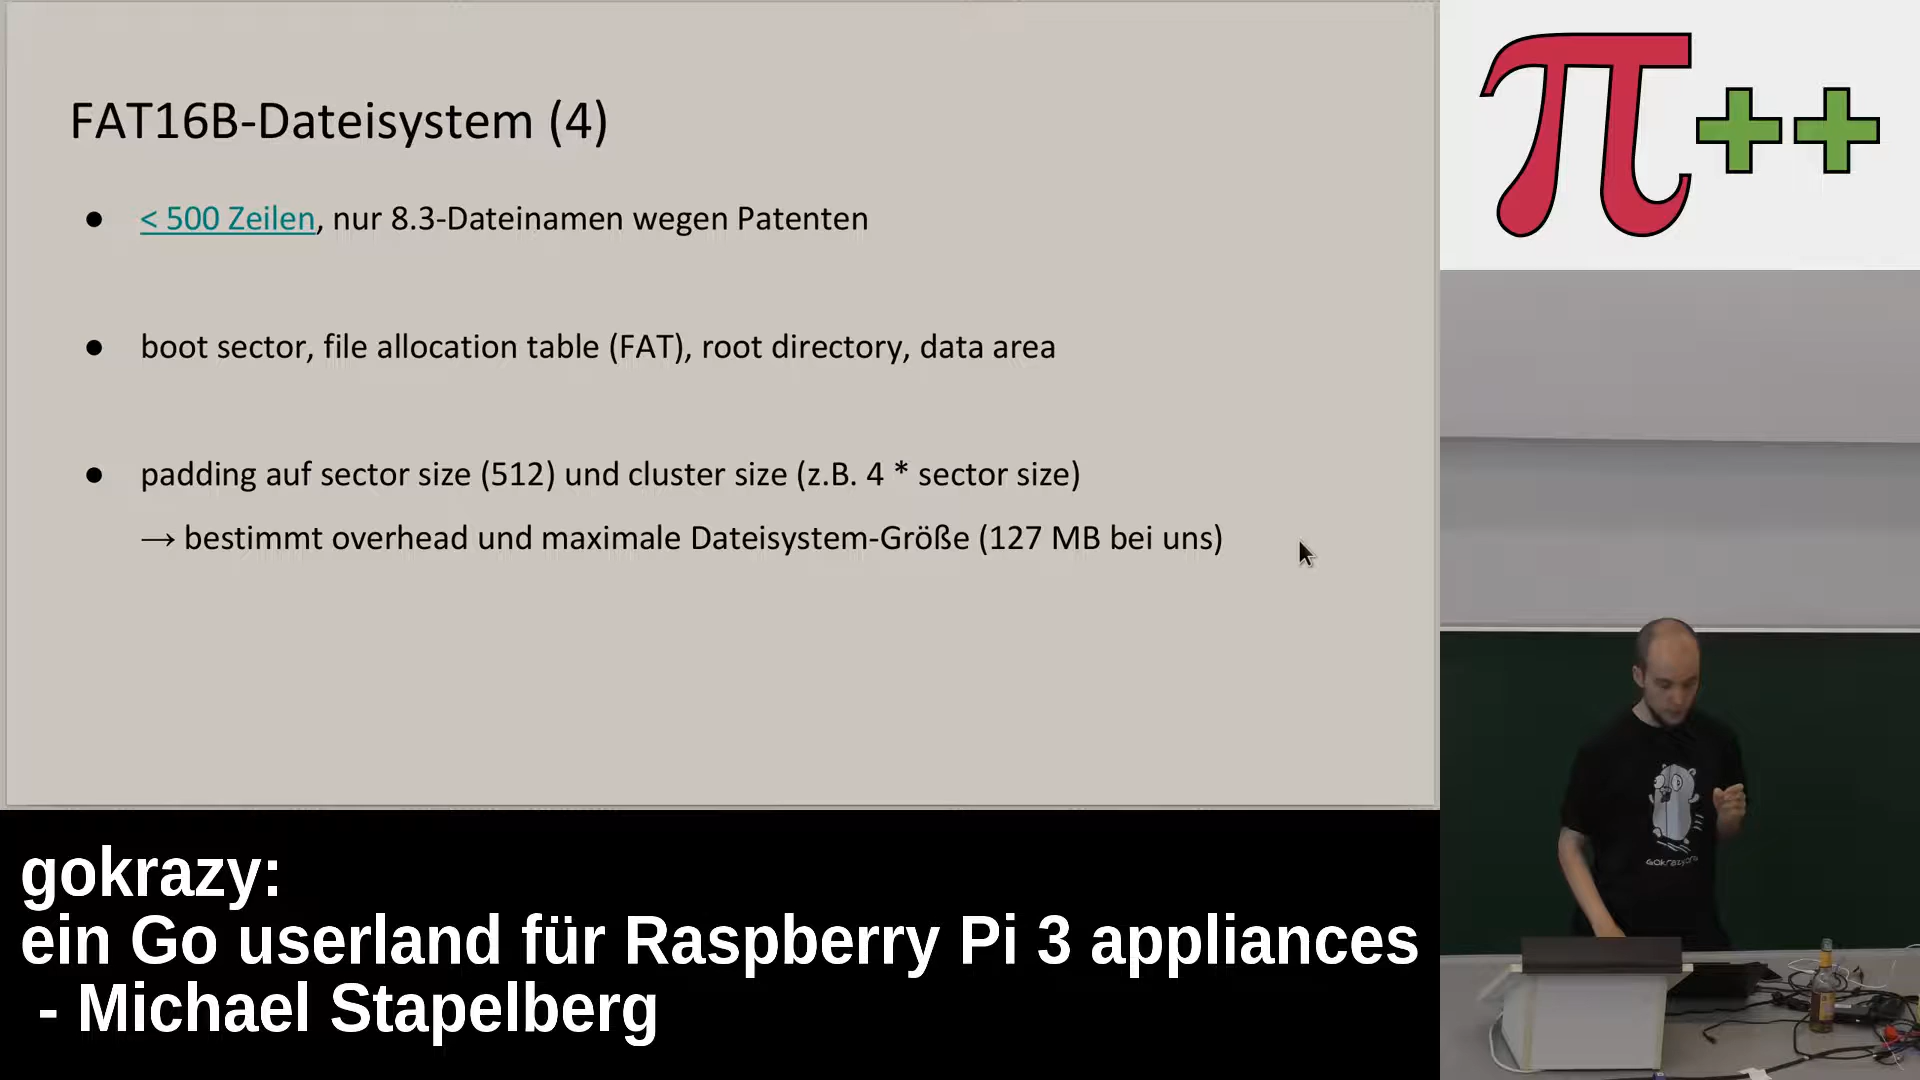 FAT16B-Dateisystem (4)
● < 500 Zeilen, nur 8.3-Dateinamen wegen Patenten
● boot sector, file allocation table (FAT), root directory, data area
● padding auf sector size (512) und cluster size (z.B. 4 * sector size)
→ bestimmt overhead und maximale Dateisystem-Größe (127 MB bei uns)
π++
gokrazy.org
gokrazy:
ein Go userland für Raspberry Pi 3 appliances
- Michael Stapelberg